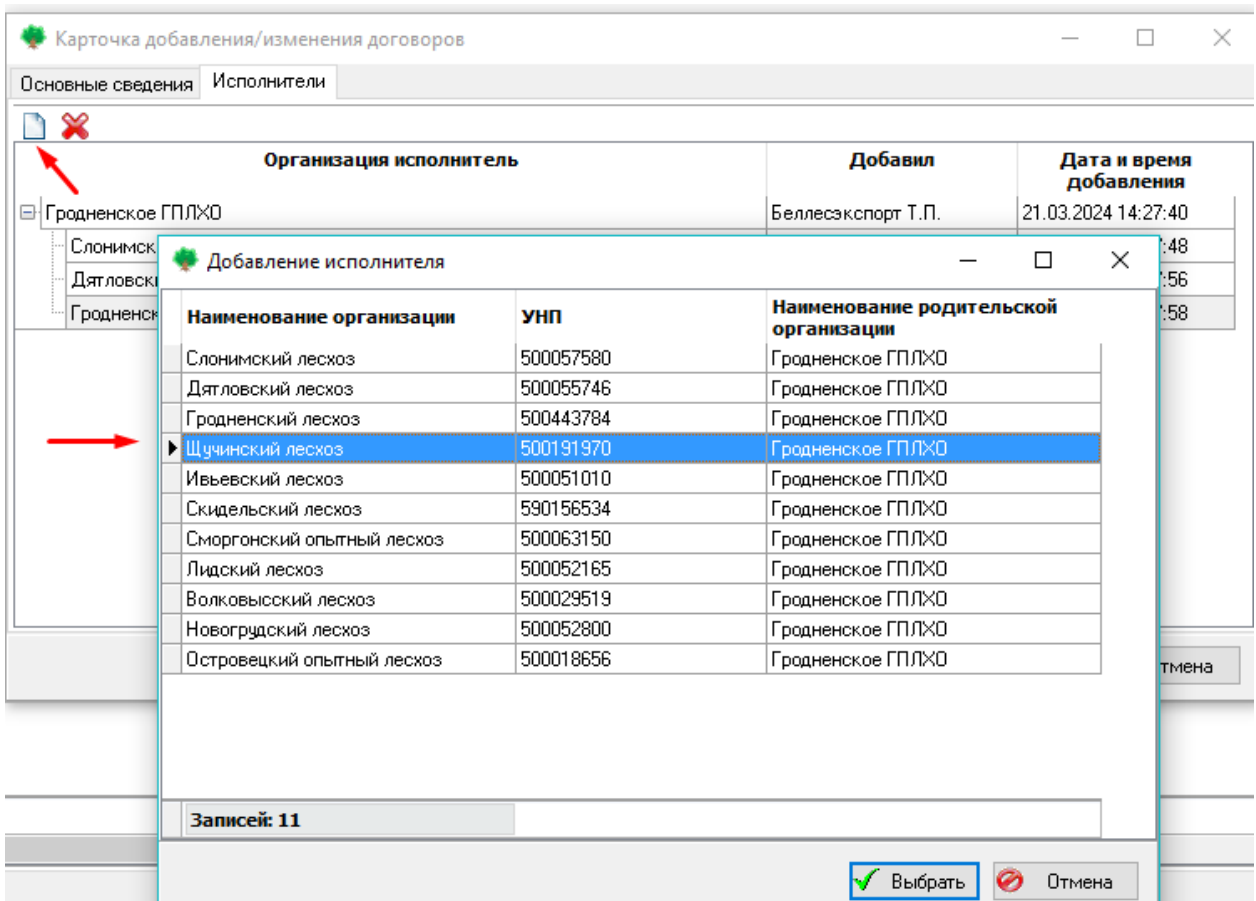 Карточка добавления/изменения договоров
Основные сведения Исполнители
Организация исполнитель Добавил Дата и время добавления
Гродненское ГПЛХО Беллесэкспорт Т.П. 21.03.2024 14:27:40
Слонимск :48
Дятловск :56
Гродненск :58
Добавление исполнителя
Наименование организации УНП Наименование родительской организации
Слонимский лесхоз 500057580 Гродненское ГПЛХО
Дятловский лесхоз 500055746 Гродненское ГПЛХО
Гродненский лесхоз 500443784 Гродненское ГПЛХО
Щучинский лесхоз 500191970 Гродненское ГПЛХО
Ивьевский лесхоз 500051010 Гродненское ГПЛХО
Скидельский лесхоз 590156534 Гродненское ГПЛХО
Сморгонский опытный лесхоз 500063150 Гродненское ГПЛХО
Лидский лесхоз 500052165 Гродненское ГПЛХО
Волковысский лесхоз 500029519 Гродненское ГПЛХО
Новогрудский лесхоз 500052800 Гродненское ГПЛХО
Островецкий опытный лесхоз 500018656 Гродненское ГПЛХО
тмена
Записей: 11
Выбрать Отмена